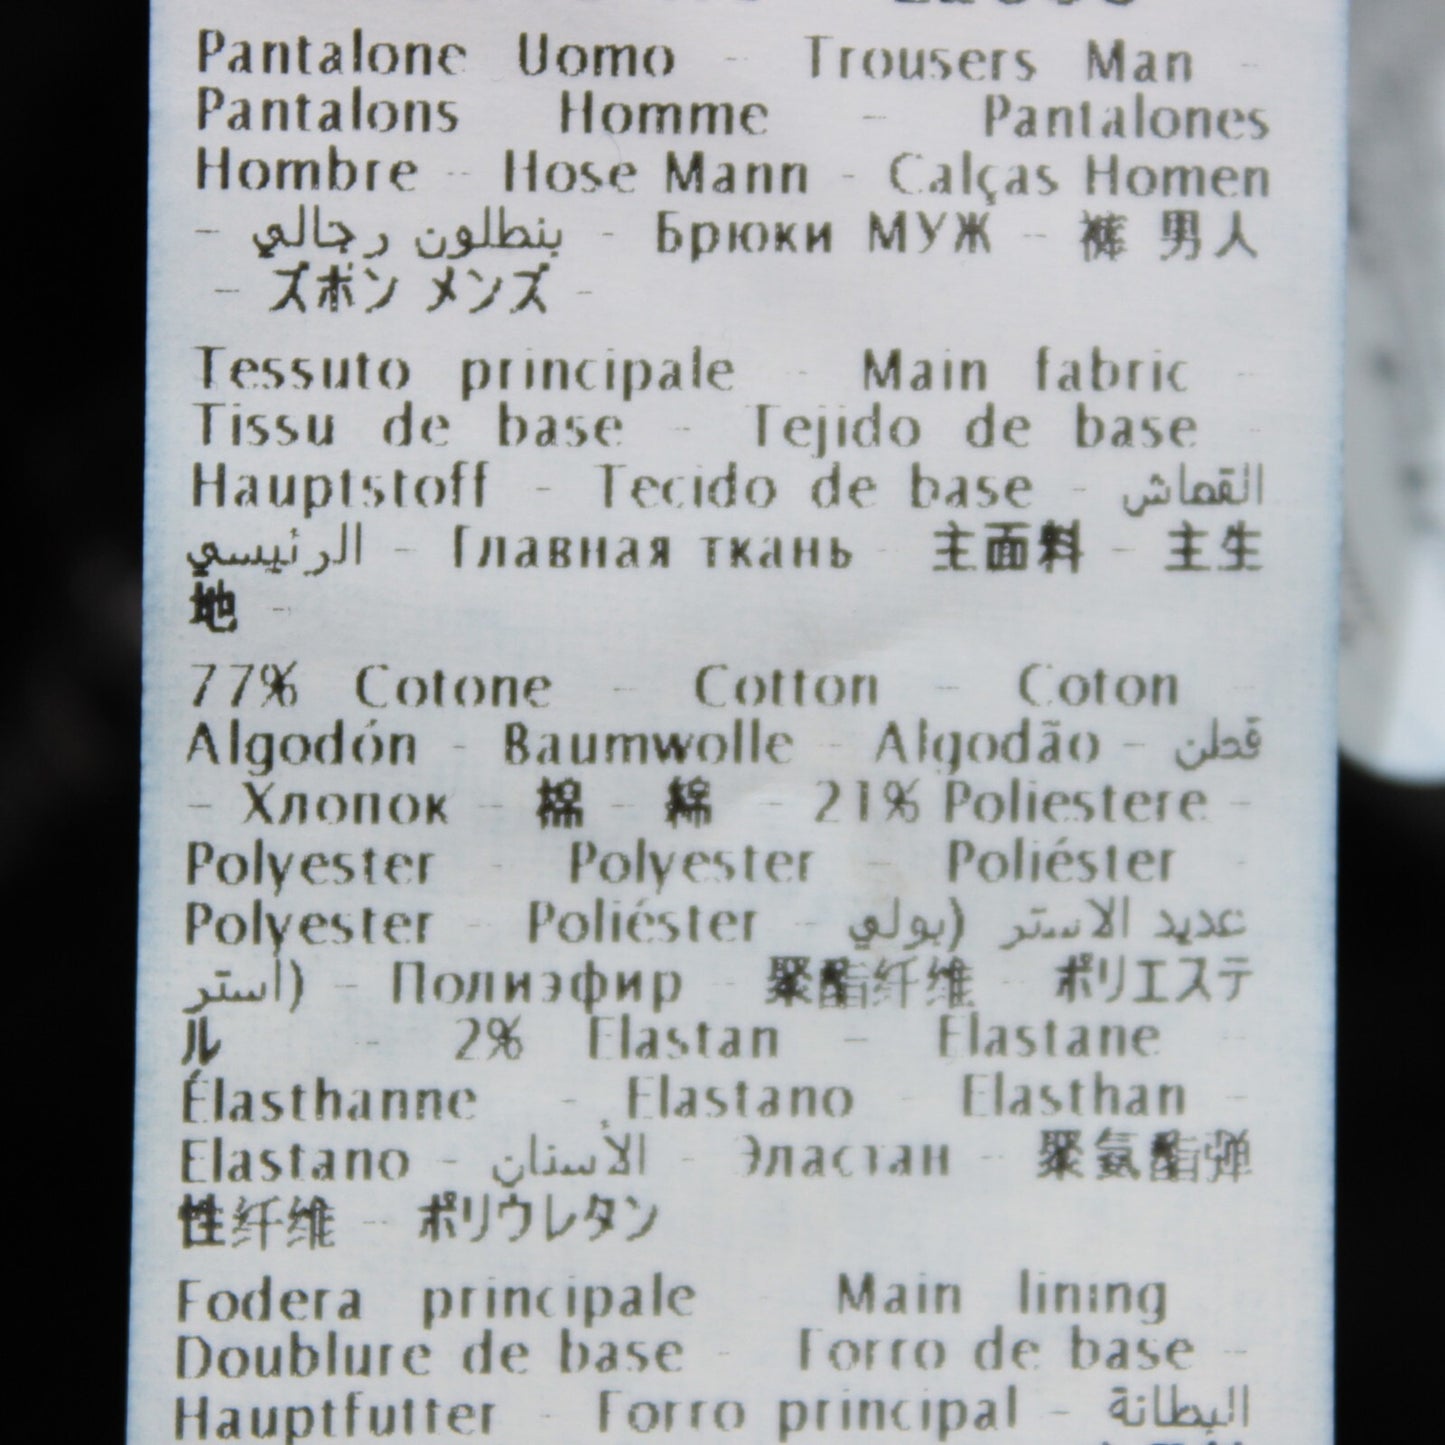 Pantalone Uomo - Trousers Man -
Pantalons Homme - Pantalones
Hombre - Hose Mann - Calças Homen
- بنطلون رجالي - Брюки МУЖ - 裤 男人
- ズボン メンズ -
Tessuto principale - Main fabric -
Tissu de base - Tejido de base -
Hauptstoff - Tecido de base - القماش
الرئيسي - Главная ткань - 主面料 - 主生
地 -
77% Cotone - Cotton - Coton -
Algodón - Baumwolle - Algodão - قطن
- Хлопок - 棉 - 綿 - 21% Poliestere -
Polyester - Polyester - Poliéster -
Polyester - Poliéster - عديد الاستر (بولي
أستر) - Полиэфир - 聚酯纤维 - ポリエステ
ル - 2% Elastan - Elastane -
Élasthanne - Elastano - Elasthan -
Elastano - الأسنان - Эластан - 聚氨酯弹
性纤维 - ポリウレタン
Fodera principale - Main lining -
Doublure de base - Forro de base -
Hauptfutter - Forro principal - البطانة